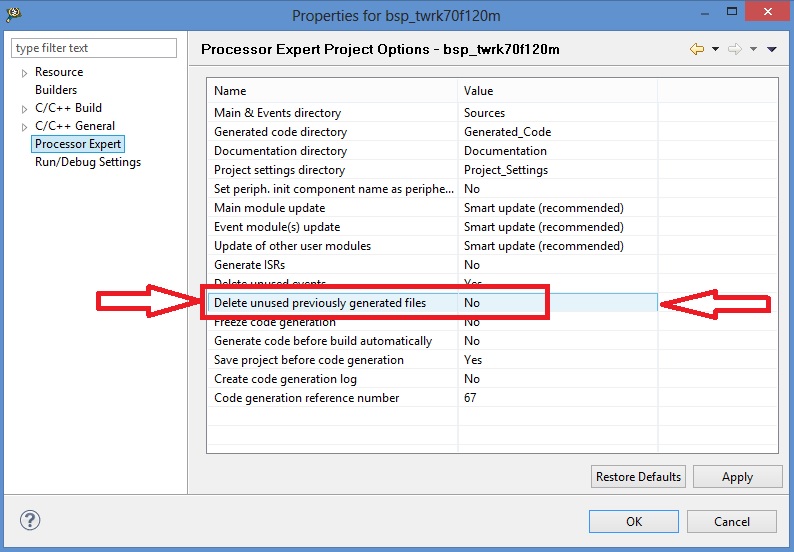 Properties for bsp_twrk70f120m
type filter text
Resource
Builders
C/C++ Build
C/C++ General
Processor Expert
Run/Debug Settings
Processor Expert Project Options - bsp_twrk70f120m
Name Value
Main & Events directory Sources
Generated code directory Generated_Code
Documentation directory Documentation
Project settings directory Project_Settings
Set periph. init component name as periphe... No
Main module update Smart update (recommended)
Event module(s) update Smart update (recommended)
Update of other user modules Smart update (recommended)
Generate ISRs No
Delete unused events Yes
Delete unused previously generated files No
Freeze code generation No
Generate code before build automatically No
Save project before code generation Yes
Create code generation log No
Code generation reference number 67
Restore Defaults Apply
? OK Cancel